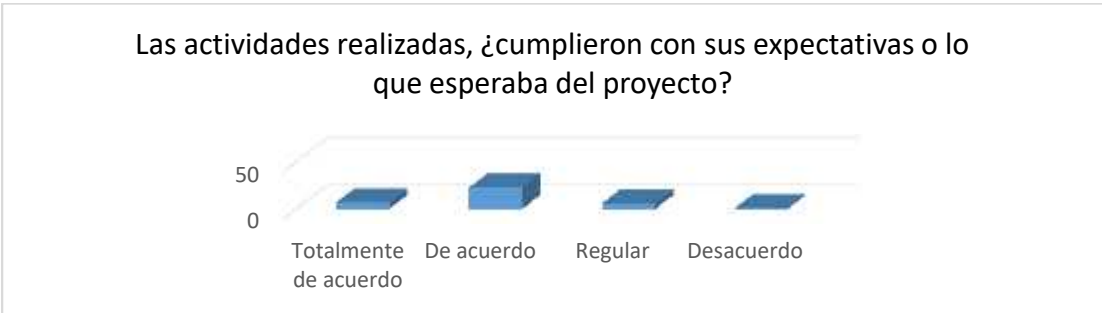 Las actividades realizadas, ¿cumplieron con sus expectativas o lo
que esperaba del proyecto?
50
0
Totalmente
de acuerdo
De acuerdo
Regular
Desacuerdo